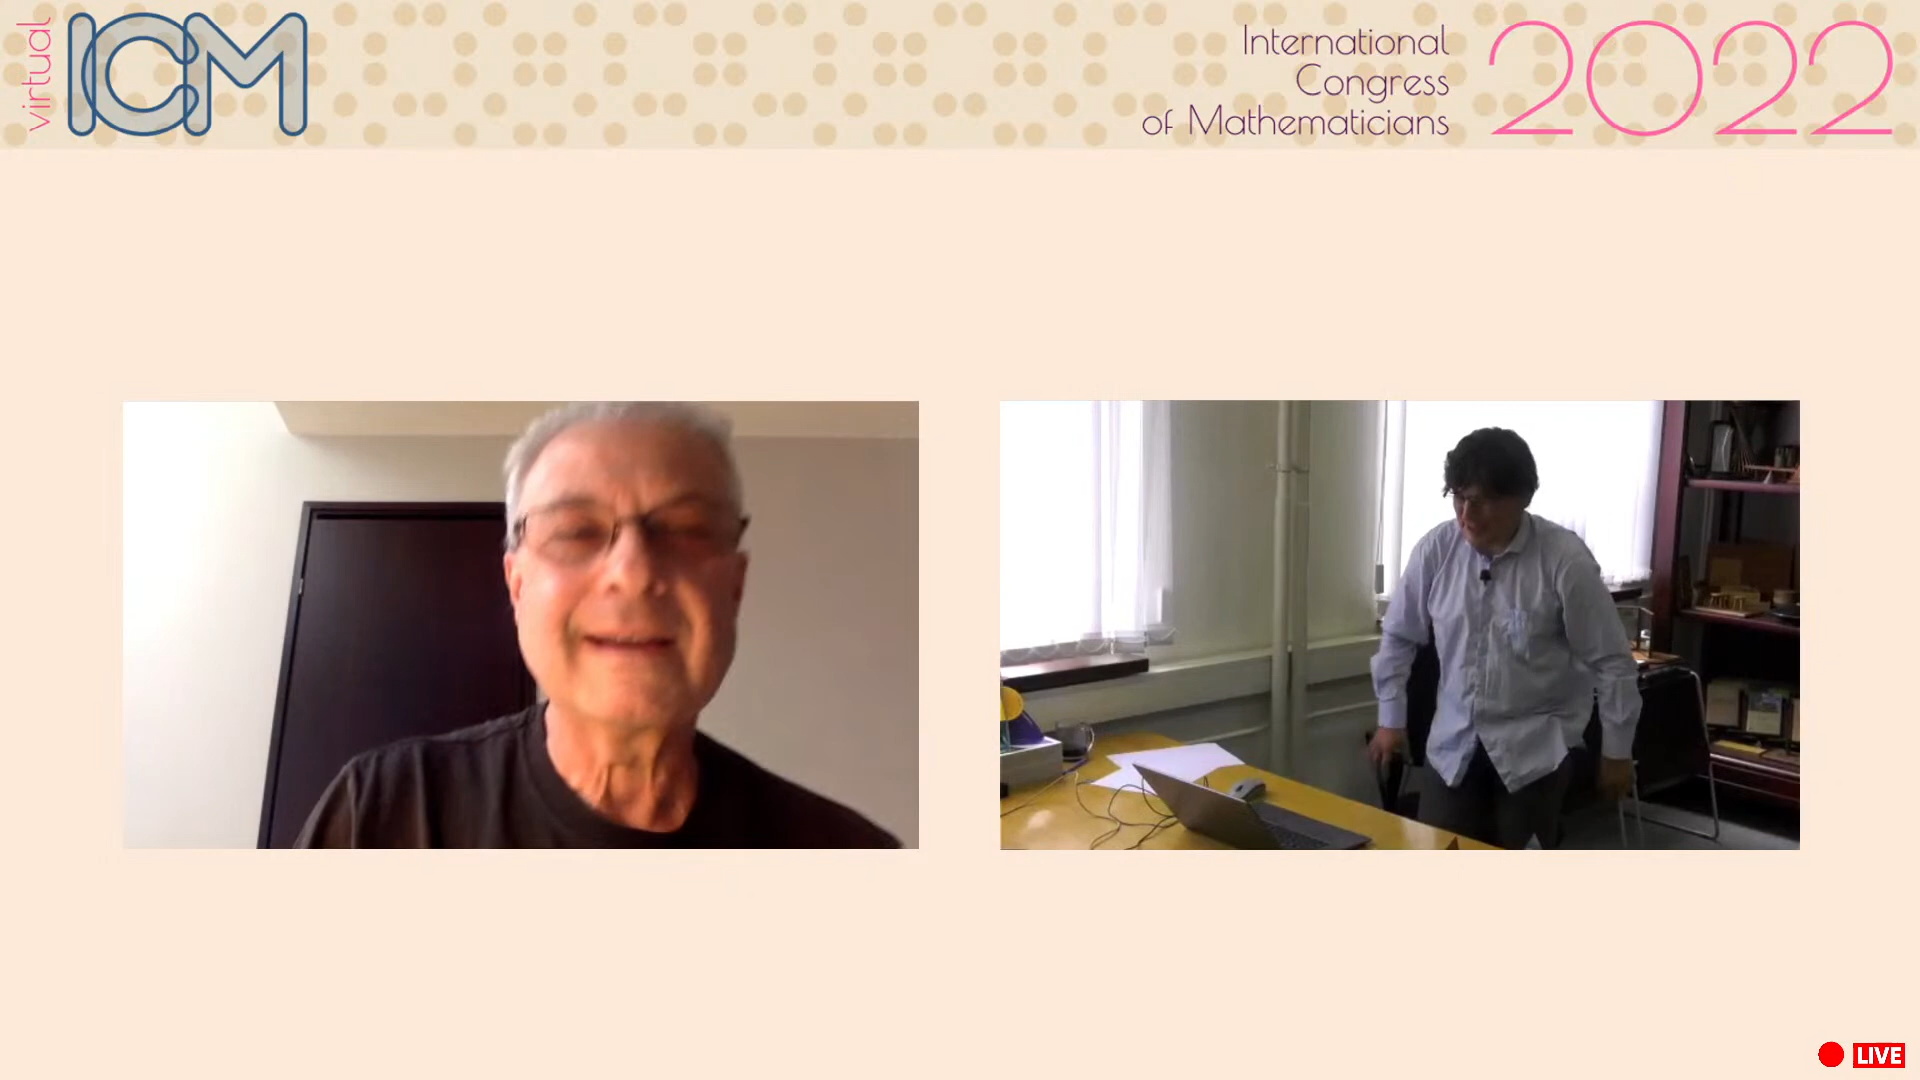 virtual
ICM
International
Congress
of Mathematicians
2022
LIVE